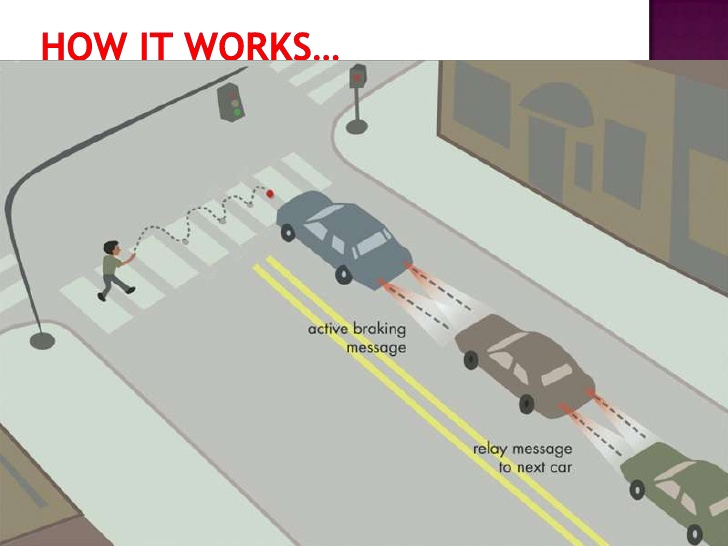 HOW IT WORKS…
active braking
message
relay message
to next car